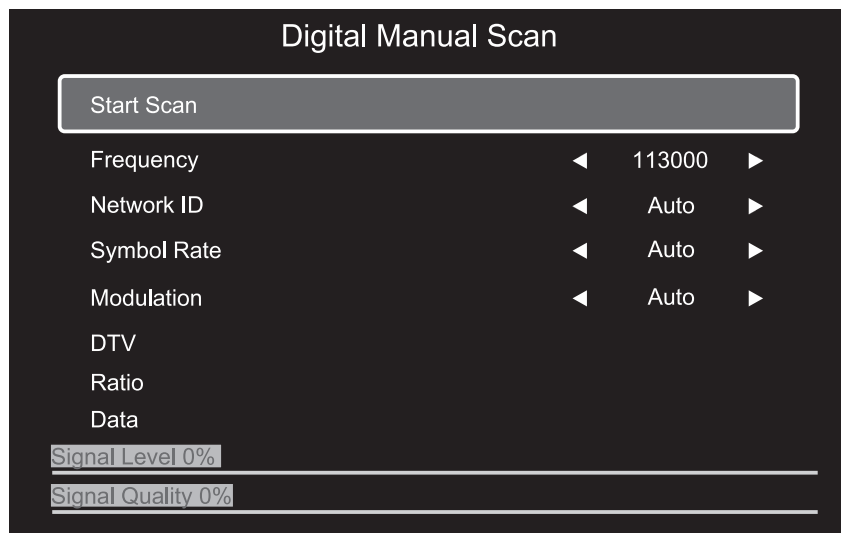 Digital Manual Scan
Start Scan
Frequency 113000
Network ID Auto
Symbol Rate Auto
Modulation Auto
DTV
Ratio
Data
Signal Level 0%
Signal Quality 0%